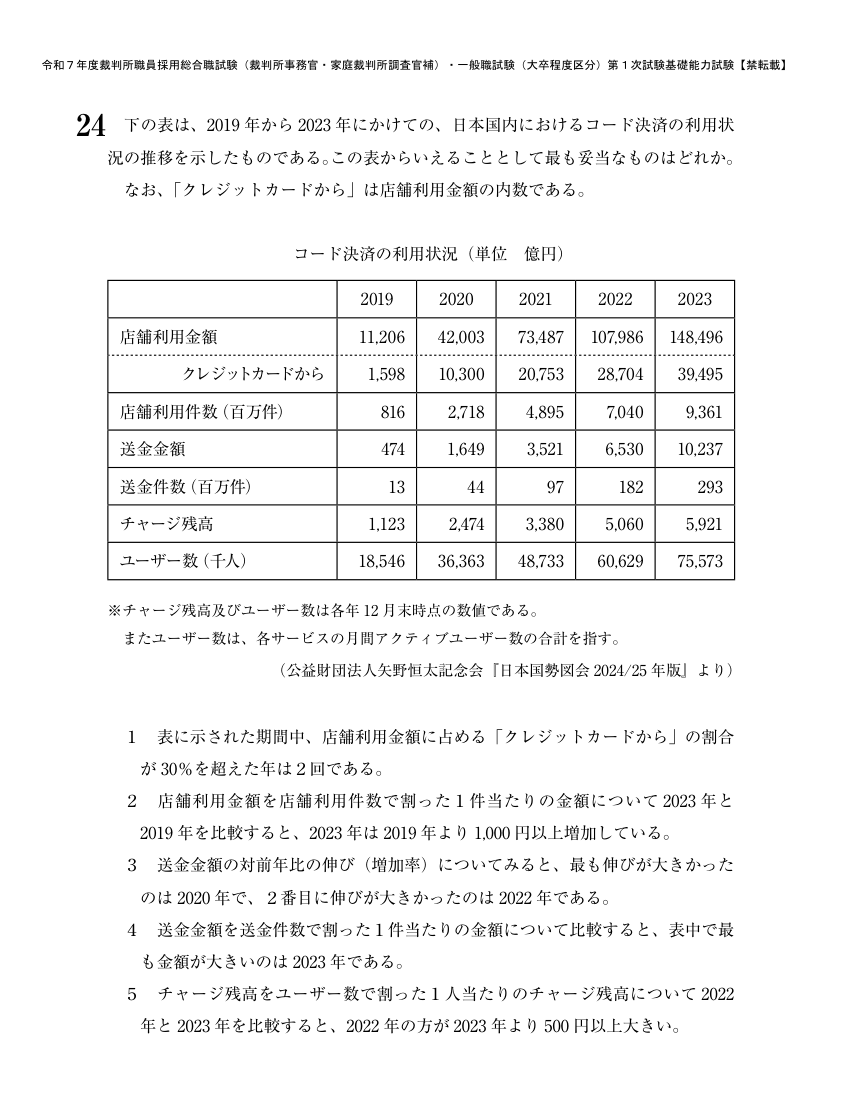 令和７年度裁判所職員採用総合職試験（裁判所事務官・家庭裁判所調査官補）・一般職試験（大卒程度区分）第１次試験基礎能力試験【禁転載】
24　下の表は、2019 年から 2023 年にかけての、日本国内におけるコード決済の利用状
況の推移を示したものである。この表からいえることとして最も妥当なものはどれか。
なお、「クレジットカードから」は店舗利用金額の内数である。
コード決済の利用状況（単位　億円）
2019 2020 2021 2022 2023
店舗利用金額 11,206 42,003 73,487 107,986 148,496
クレジットカードから 1,598 10,300 20,753 28,704 39,495
店舗利用件数（百万件） 816 2,718 4,895 7,040 9,361
送金金額 474 1,649 3,521 6,530 10,237
送金件数（百万件） 13 44 97 182 293
チャージ残高 1,123 2,474 3,380 5,060 5,921
ユーザー数（千人） 18,546 36,363 48,733 60,629 75,573
※チャージ残高及びユーザー数は各年 12 月末時点の数値である。
またユーザー数は、各サービスの月間アクティブユーザー数の合計を指す。
（公益財団法人矢野恒太記念会『日本国勢図会 2024/25 年版』より）
１　表に示された期間中、店舗利用金額に占める「クレジットカードから」の割合
が 30％を超えた年は２回である。
２　店舗利用金額を店舗利用件数で割った１件当たりの金額について 2023 年と
2019 年を比較すると、2023 年は 2019 年より 1,000 円以上増加している。
３　送金金額の対前年比の伸び（増加率）についてみると、最も伸びが大きかった
のは 2020 年で、２番目に伸びが大きかったのは 2022 年である。
４　送金金額を送金件数で割った１件当たりの金額について比較すると、表中で最
も金額が大きいのは 2023 年である。
５　チャージ残高をユーザー数で割った１人当たりのチャージ残高について 2022
年と 2023 年を比較すると、2022 年の方が 2023 年より 500 円以上大きい。